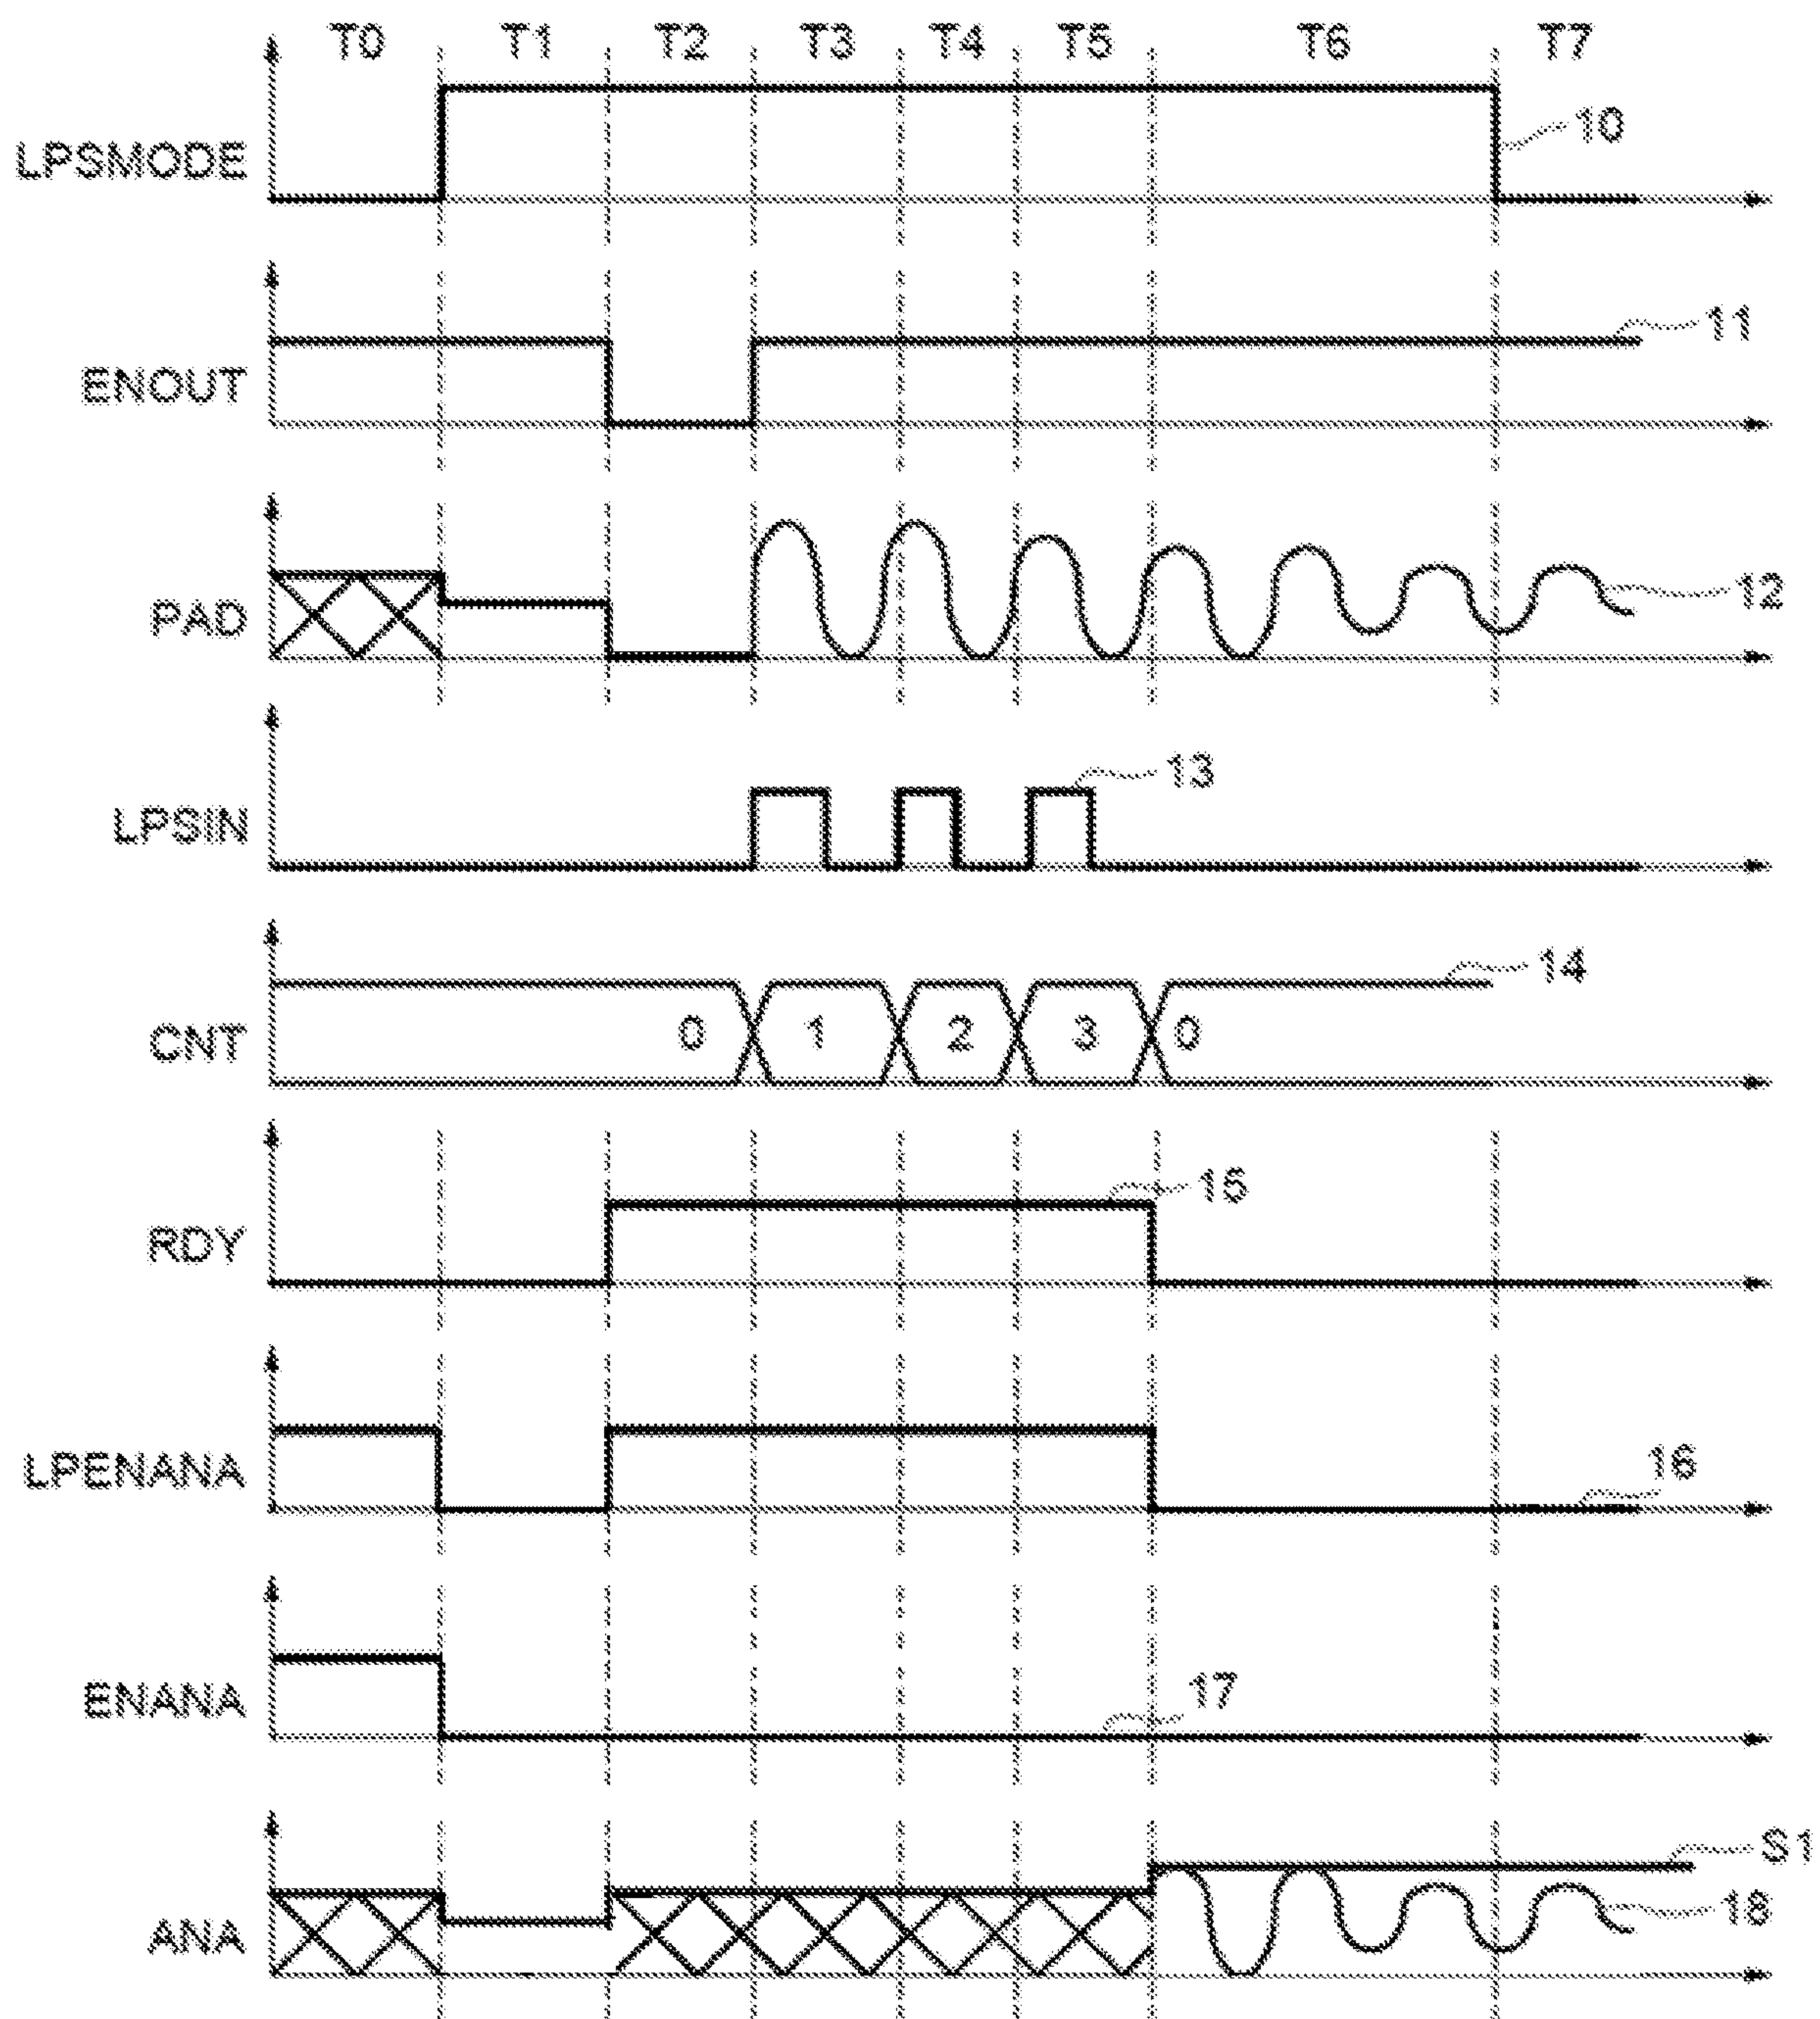 T0 T1 T2 T3 T4 T5 T6 T7
LPSMODE 10
ENOUT 11
PAD 12
LPSIN 13
CNT 0 1 2 3 0 14
RDY 15
LPENANA 16
ENANA 17
ANA S1
18